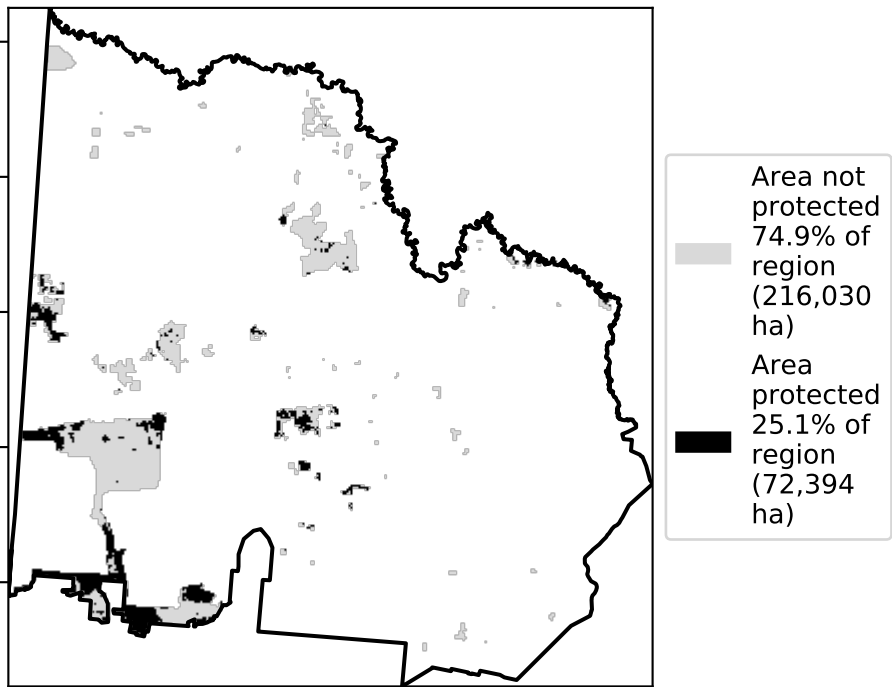 Area not
protected
74.9% of
region
(216,030
ha)
Area
protected
25.1% of
region
(72,394
ha)